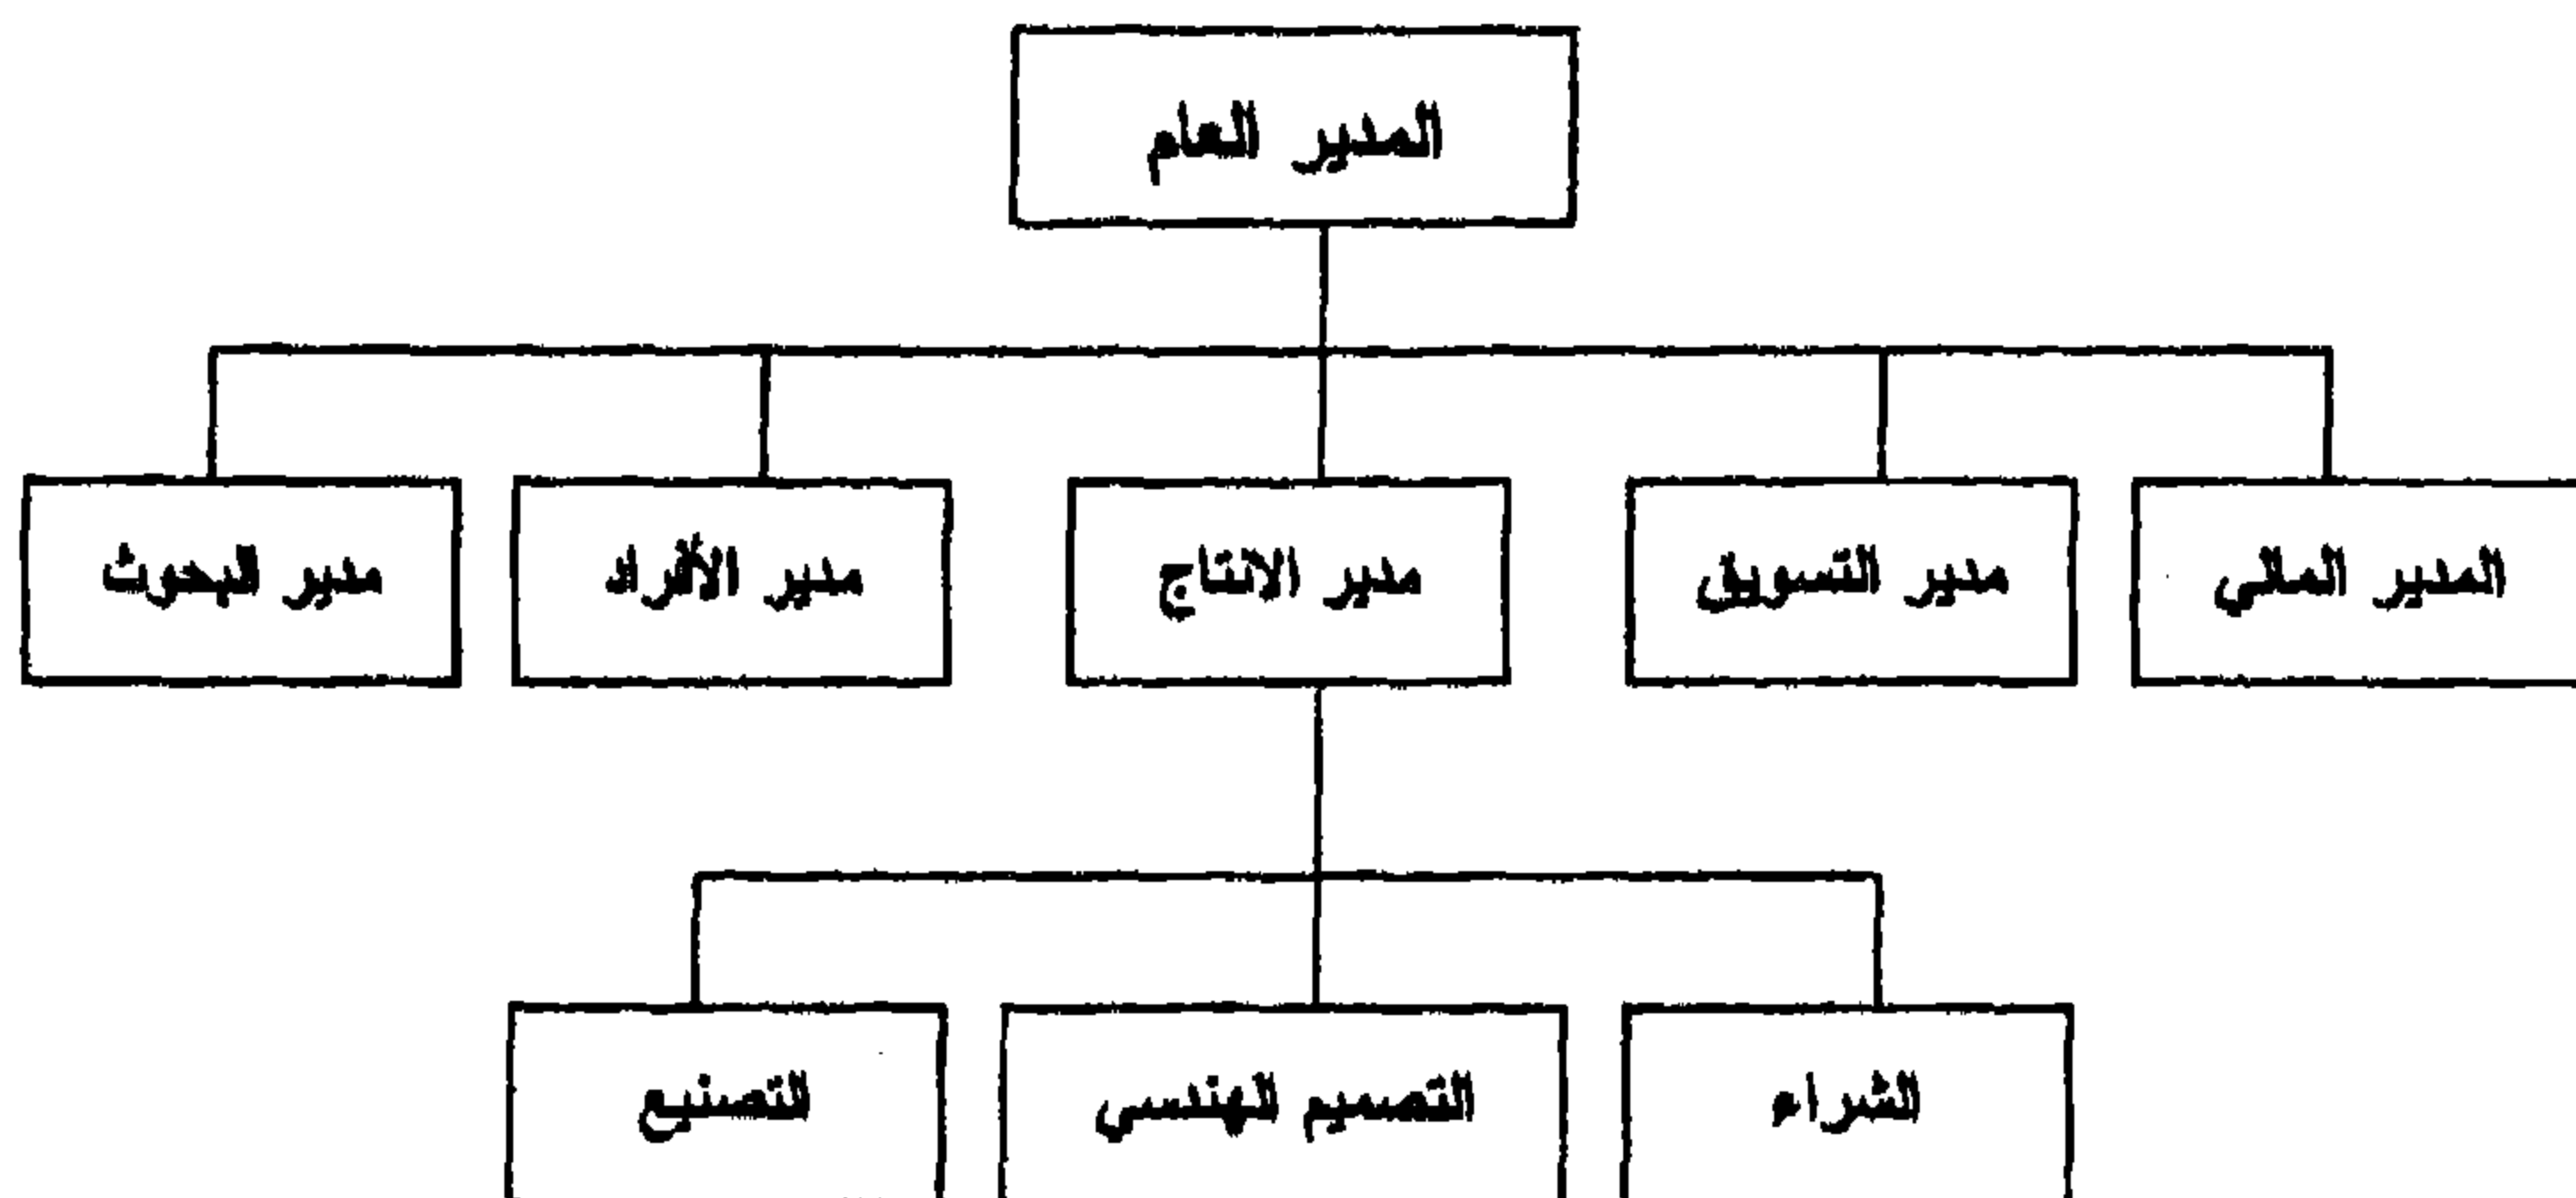 المدير العام
المدير المالي
مدير التسويق
مدير الانتاج
مدير الأفراد
مدير البحوث
الشراء
التصميم الهندسي
التصنيع